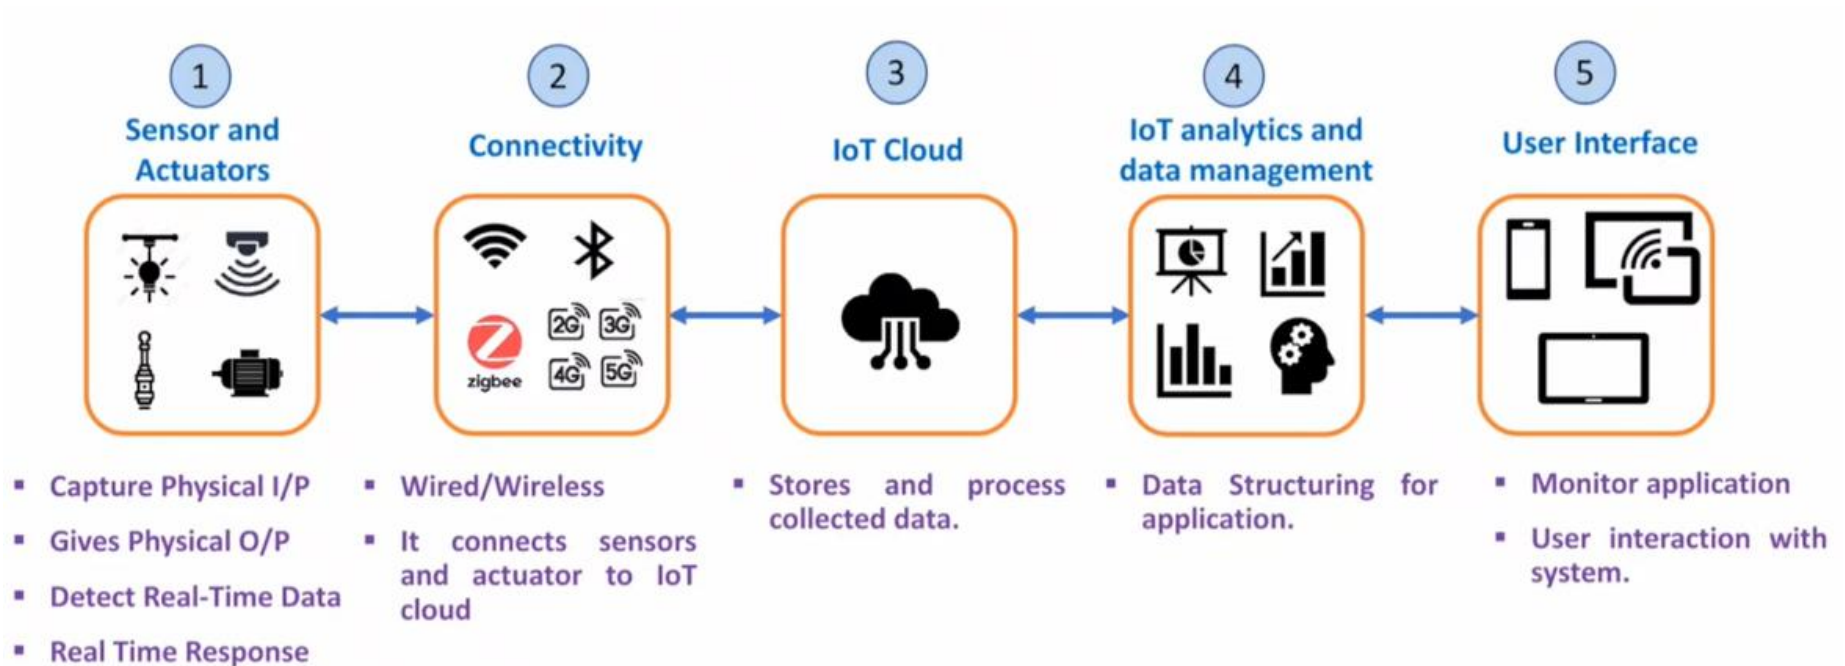 1
Sensor and
Actuators
2
Connectivity
3
IoT Cloud
4
IoT analytics and
data management
5
User Interface
zigbee
2G
3G
4G
5G
▪ Capture Physical I/P
▪ Gives Physical O/P
▪ Detect Real-Time Data
▪ Real Time Response
▪ Wired/Wireless
▪ It connects sensors
and actuator to IoT
cloud
▪ Stores and process
collected data.
▪ Data Structuring for
application.
▪ Monitor application
▪ User interaction with
system.